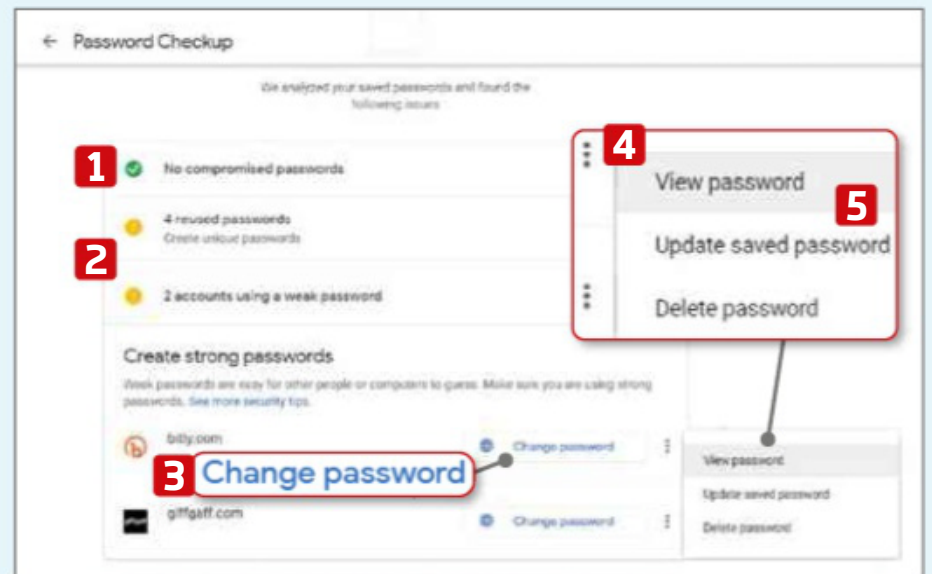 ← Password Checkup
We analyzed your saved passwords and found the
following issues
1
No compromised passwords
2
4 reused passwords
Create unique passwords
2 accounts using a weak password
4
View password
5
Update saved password
Delete password
Create strong passwords
Weak passwords are easy for other people or computers to guess. Make sure you are using strong
passwords. See more security tips.
bitly.com
Change password
3
Change password
giffgaff.com
Change password
View password
Update saved password
Delete password